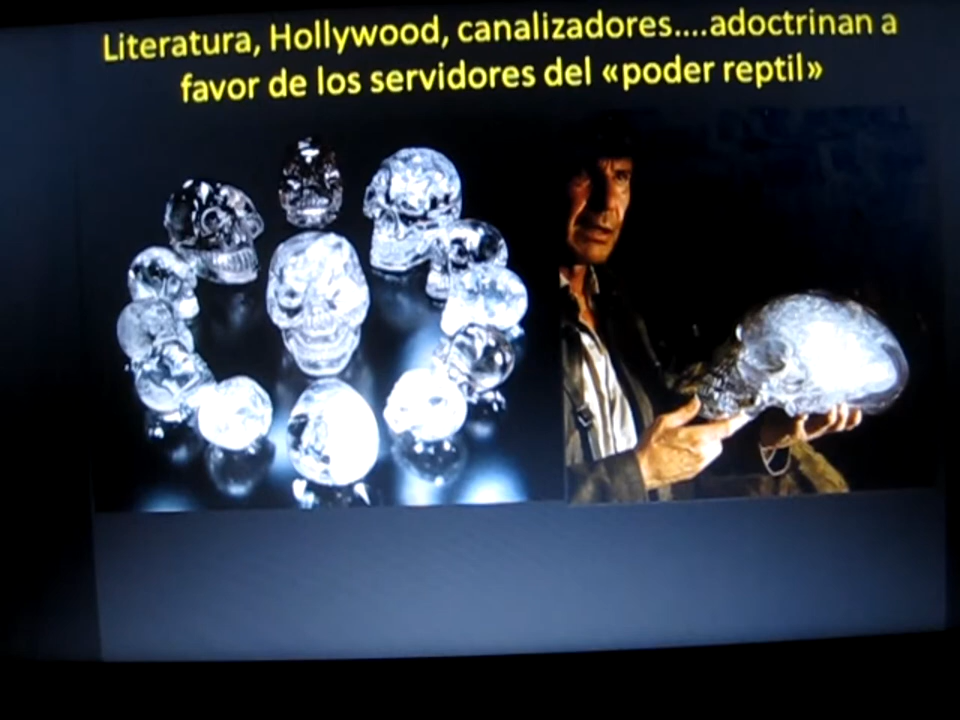 Literatura, Hollywood, canalizadores....adoctrinan a
favor de los servidores del «poder reptil»